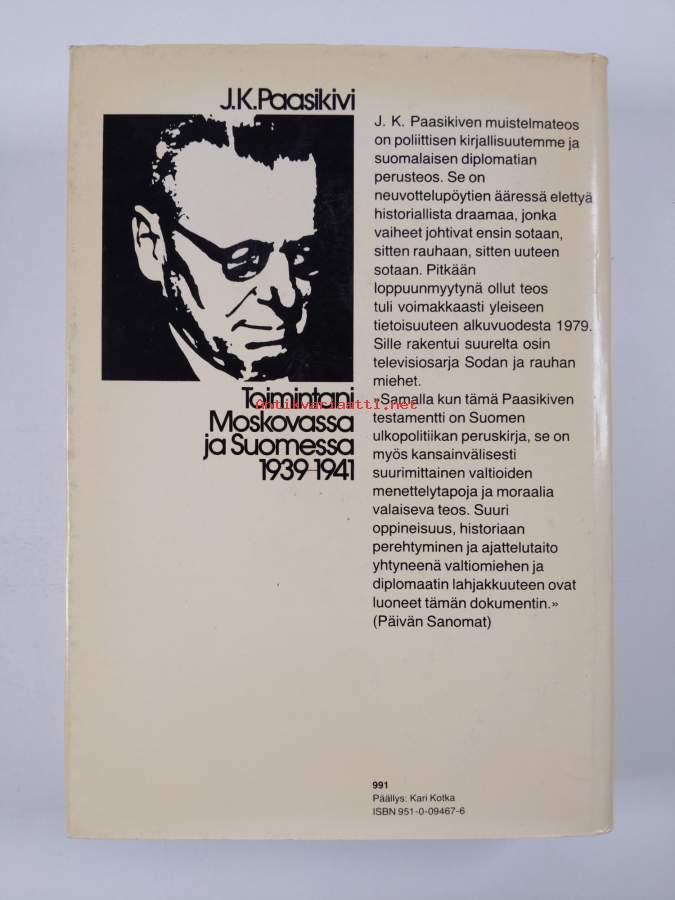 J.K.Paasikivi
Toimintani
Moskovassa
ja Suomessa
1939-1941
Antikvariaatti.net
J. K. Paasikiven muistelmateos
on poliittisen kirjallisuutemme ja
suomalaisen diplomatian
perusteos. Se on
neuvottelupöytien ääressä elettyä
historiallista draamaa, jonka
vaiheet johtivat ensin sotaan,
sitten rauhaan, sitten uuteen
sotaan. Pitkään
loppuunmyytynä ollut teos
tuli voimakkaasti yleiseen
tietoisuuteen alkuvuodesta 1979.
Sille rakentui suurelta osin
televisiosarja Sodan ja rauhan
miehet.
»Samalla kun tämä Paasikiven
testamentti on Suomen
ulkopolitiikan peruskirja, se on
myös kansainvälisesti
suurimittainen valtioiden
menettelytapoja ja moraalia
valaiseva teos. Suuri
oppineisuus, historiaan
perehtyminen ja ajattelutaito
yhtyneenä valtiomiehen ja
diplomaatin lahjakkuuteen ovat
luoneet tämän dokumentin.»
(Päivän Sanomat)
991
Päällys: Kari Kotka
ISBN 951-0-09467-6